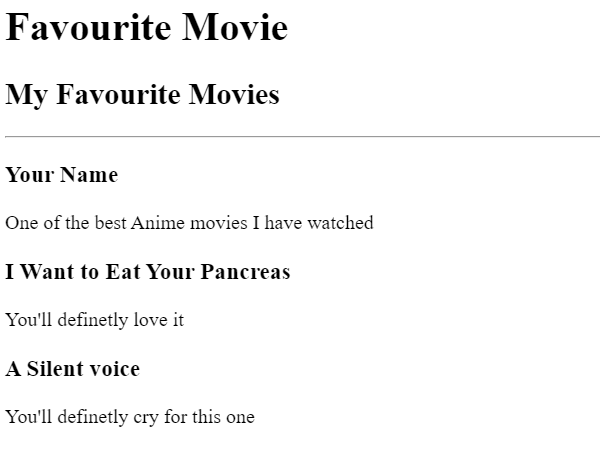 Favourite Movie
My Favourite Movies
Your Name
One of the best Anime movies I have watched
I Want to Eat Your Pancreas
You'll definetly love it
A Silent voice
You'll definetly cry for this one